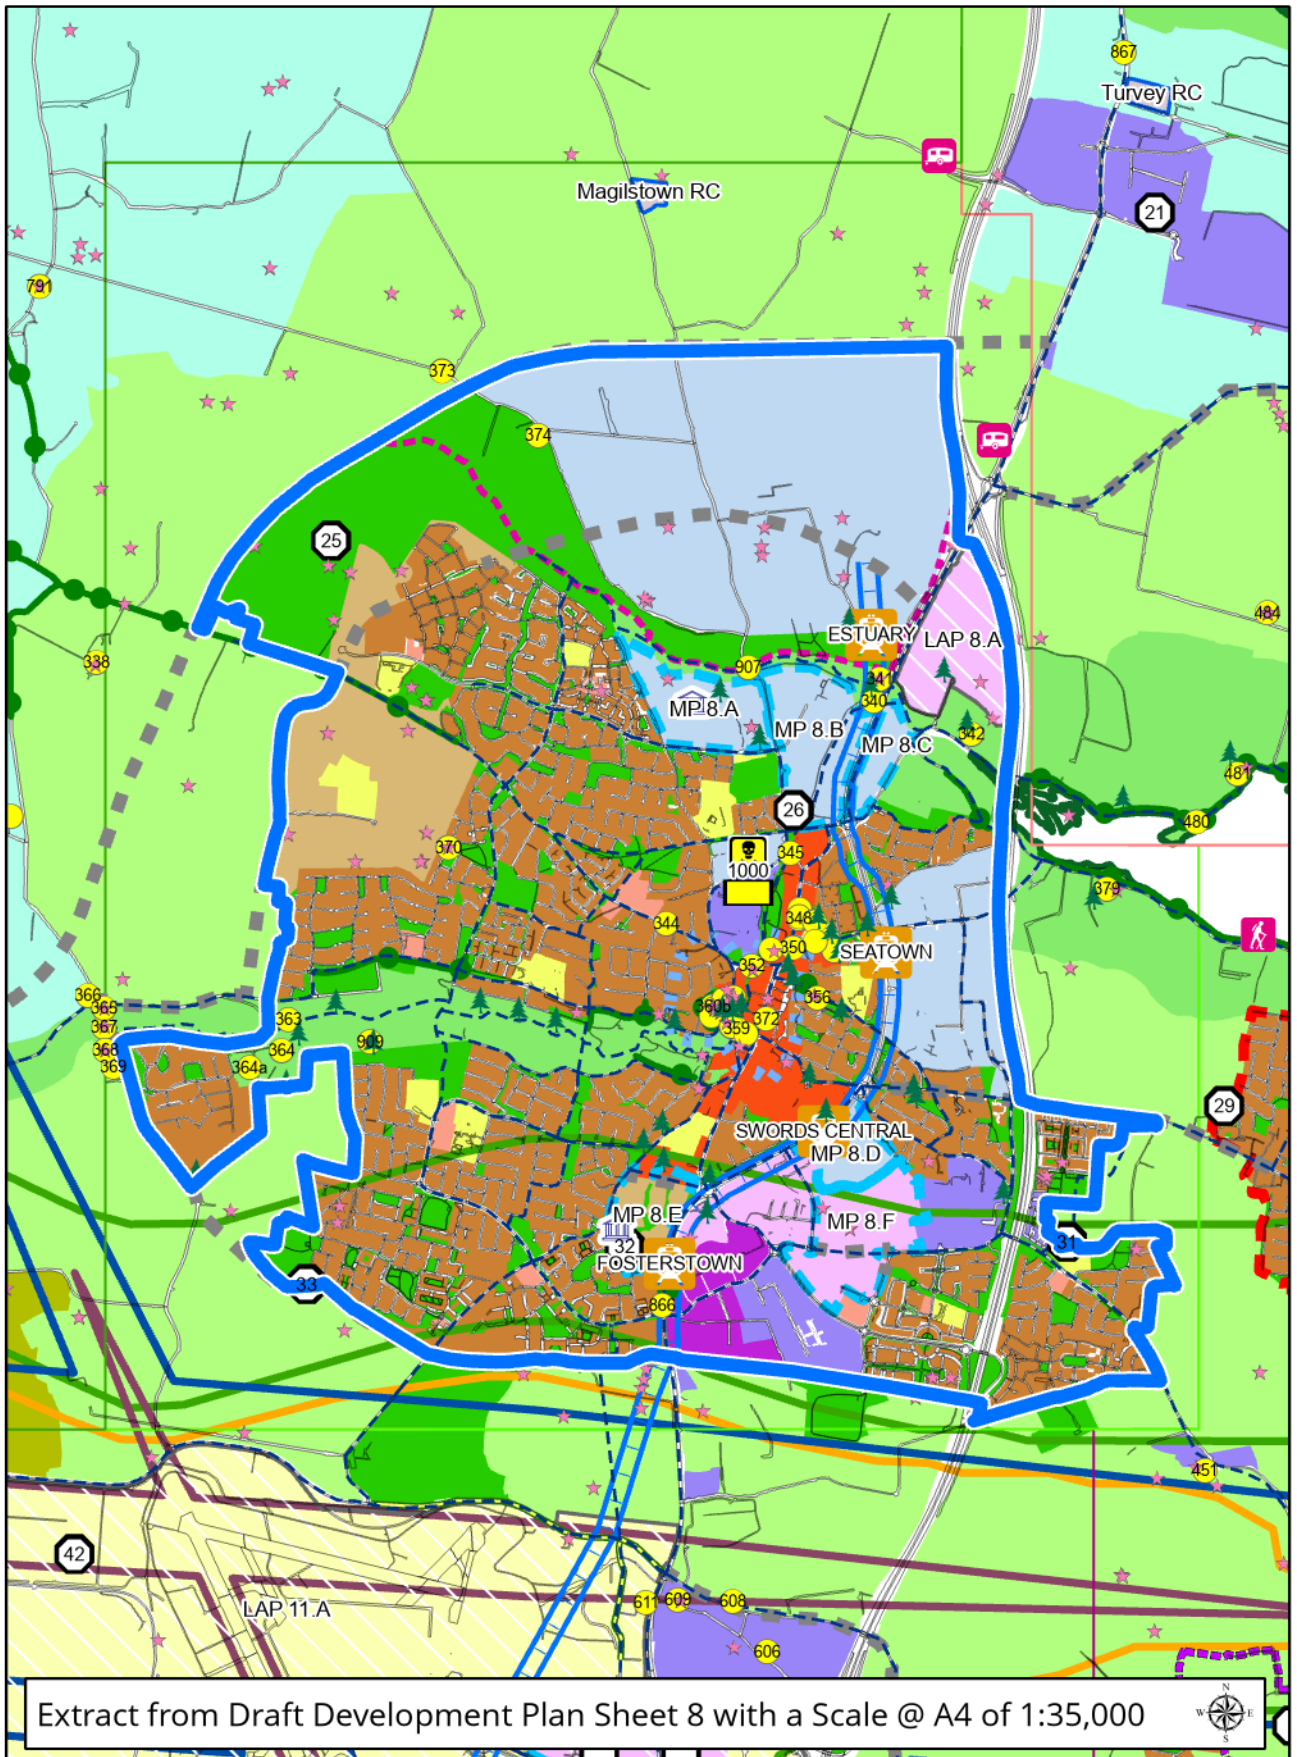 867
Turvey RC
Magilstown RC
21
791
373
374
25
484
ESTUARY
LAP 8.A
338
907
341
340
MP 8.A
MP 8.B
MP 8.C
342
481
26
480
370
345
1000
379
344
348
350
SEATOWN
352
366
365
360b
356
363
372
367
359
364
909
368
364a
369
29
SWORDS CENTRAL
MP 8.D
MP 8.E
MP 8.F
32
31
FOSTERSTOWN
33
866
451
42
611
609
608
LAP 11.A
606
Extract from Draft Development Plan Sheet 8 with a Scale @ A4 of 1:35,000
N
W
E
S